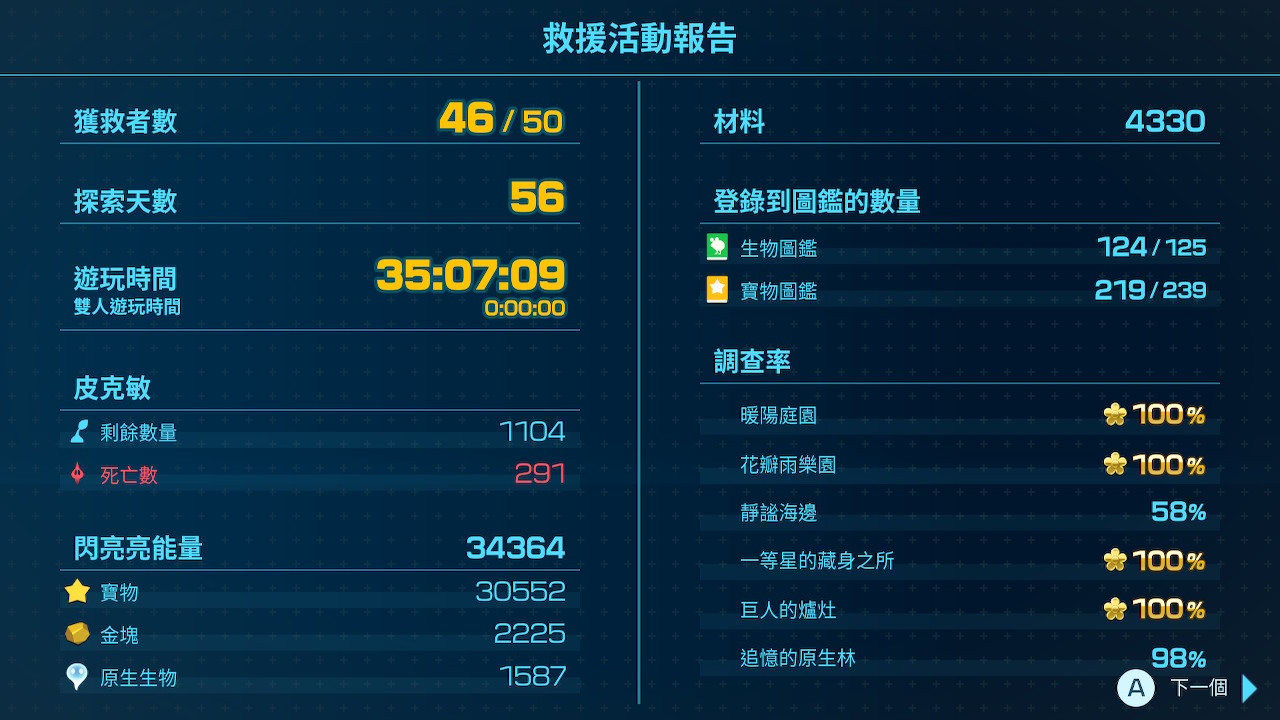 救援活動報告
獲救者數 46 / 50
探索天數 56
遊玩時間 35:07:09
雙人遊玩時間 0:00:00
皮克敏
剩餘數量 1104
死亡數 291
閃亮亮能量 34364
寶物 30552
金塊 2225
原生生物 1587
材料 4330
登錄到圖鑑的數量
生物圖鑑 124 / 125
寶物圖鑑 219 / 239
調查率
暖陽庭園 100%
花瓣雨樂園 100%
靜謐海邊 58%
一等星的藏身之所 100%
巨人的爐灶 100%
追憶的原生林 98%
A 下一個